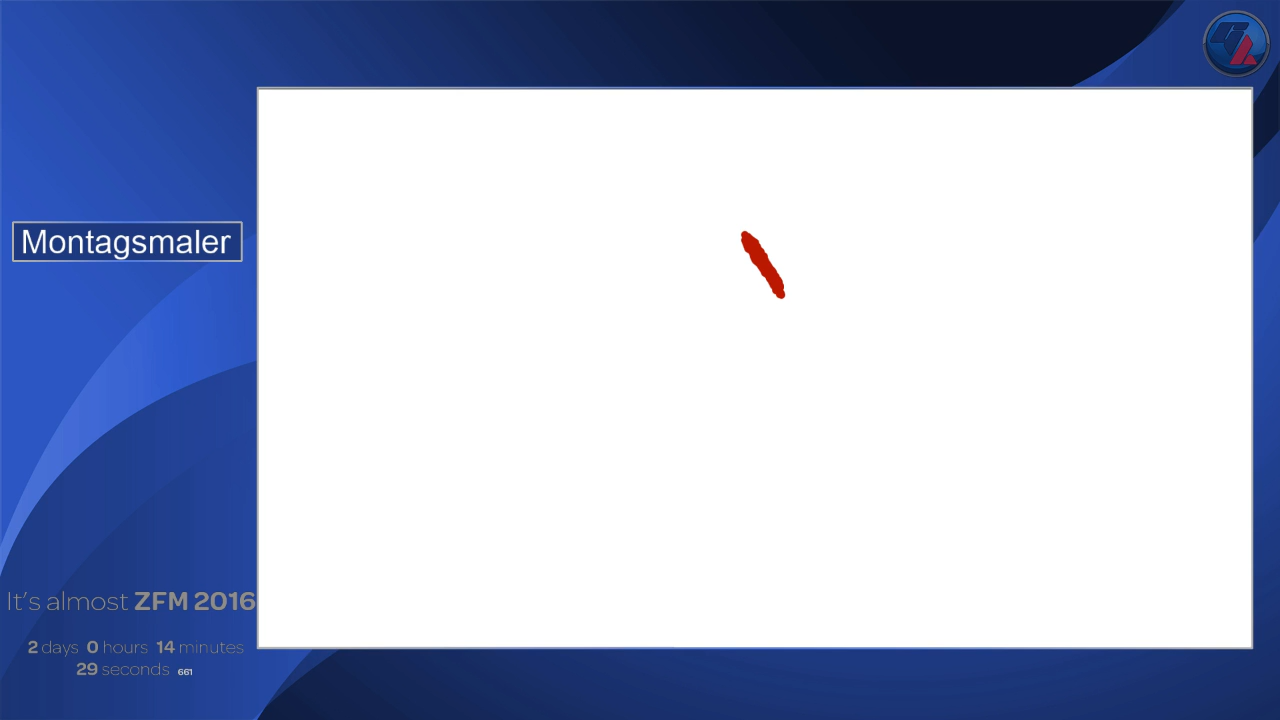 Montagsmaler
It's almost ZFM 2016
2 days 0 hours 14 minutes
29 seconds 661